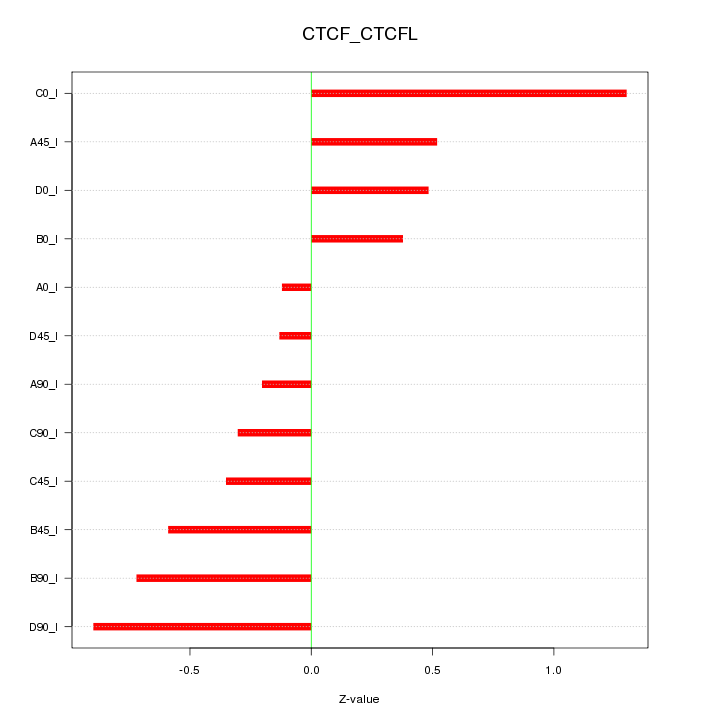 CTCF_CTCFL
C0_I
A45_I
D0_I
B0_I
A0_I
D45_I
A90_I
C90_I
C45_I
B45_I
B90_I
D90_I
-0.5 0.0 0.5 1.0
Z-value